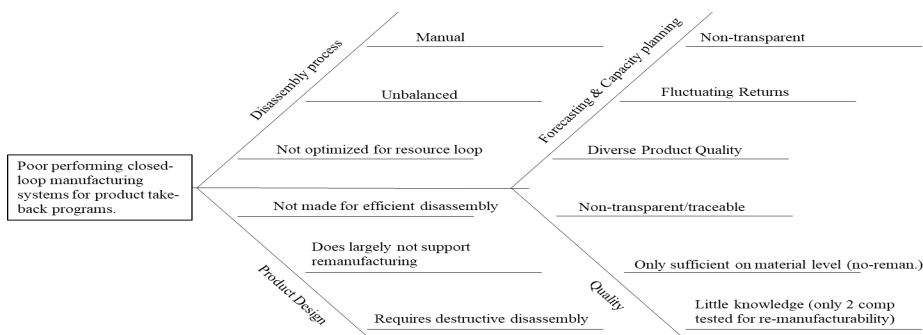 Poor performing closed-
loop manufacturing
systems for product take-
back programs.
Disassembly process
Manual
Unbalanced
Not optimized for resource loop
Forecasting & Capacity planning
Non-transparent
Fluctuating Returns
Diverse Product Quality
Product Design
Not made for efficient disassembly
Does largely not support
remanufacturing
Requires destructive disassembly
Quality
Non-transparent/traceable
Only sufficient on material level (no-reman.)
Little knowledge (only 2 comp
tested for re-manufacturability)